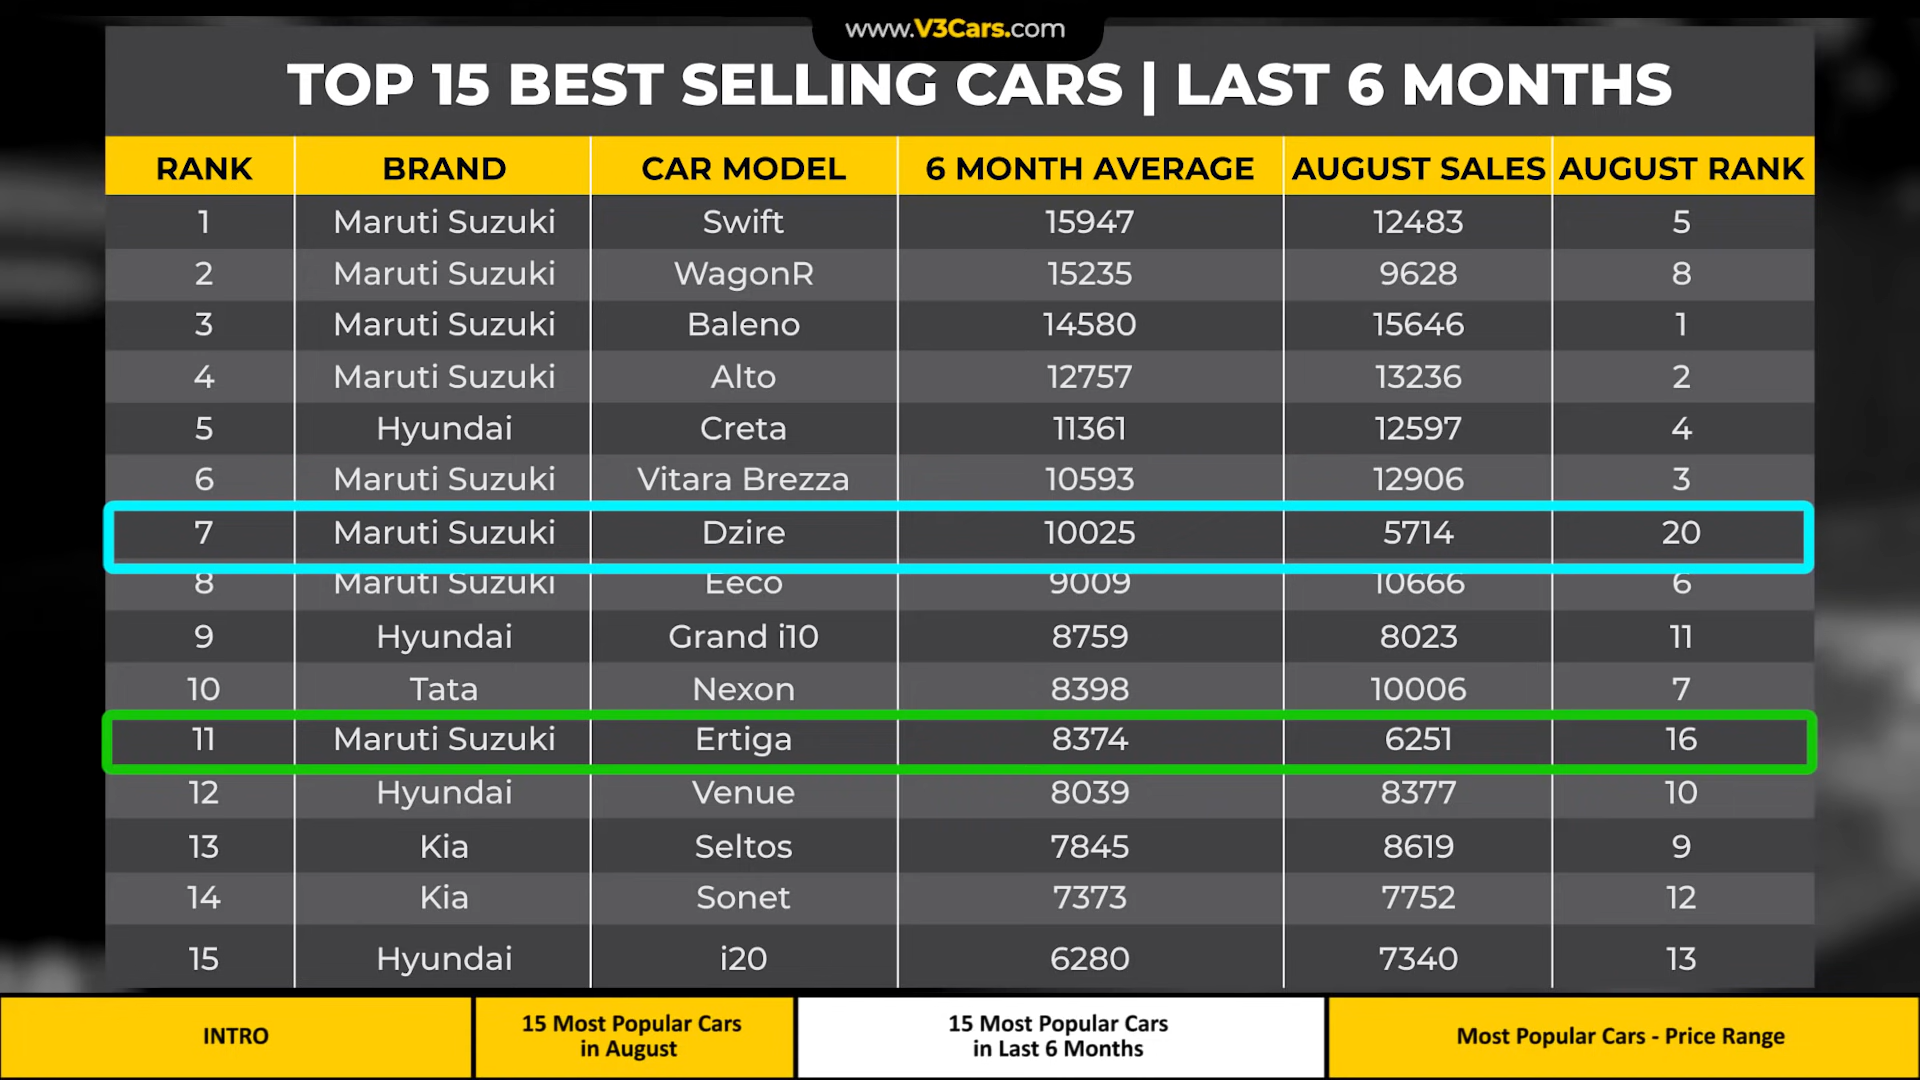 www.V3Cars.com
TOP 15 BEST SELLING CARS | LAST 6 MONTHS
RANK BRAND CAR MODEL 6 MONTH AVERAGE AUGUST SALES AUGUST RANK
1 Maruti Suzuki Swift 15947 12483 5
2 Maruti Suzuki WagonR 15235 9628 8
3 Maruti Suzuki Baleno 14580 15646 1
4 Maruti Suzuki Alto 12757 13236 2
5 Hyundai Creta 11361 12597 4
6 Maruti Suzuki Vitara Brezza 10593 12906 3
7 Maruti Suzuki Dzire 10025 5714 20
8 Maruti Suzuki Eeco 9009 10666 6
9 Hyundai Grand i10 8759 8023 11
10 Tata Nexon 8398 10006 7
11 Maruti Suzuki Ertiga 8374 6251 16
12 Hyundai Venue 8039 8377 10
13 Kia Seltos 7845 8619 9
14 Kia Sonet 7373 7752 12
15 Hyundai i20 6280 7340 13
INTRO
15 Most Popular Cars
in August
15 Most Popular Cars
in Last 6 Months
Most Popular Cars - Price Range